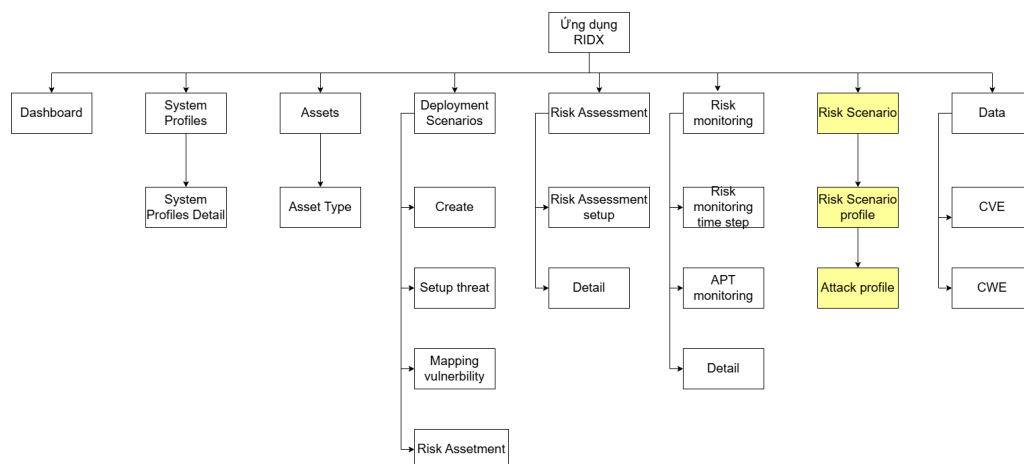 Ứng dụng
RIDX
Dashboard
System
Profiles
Assets
Deployment
Scenarios
Risk Assessment
Risk
monitoring
Risk Scenario
Data
System
Profiles Detail
Asset Type
Create
Risk Assessment
setup
Risk
monitoring
time step
Risk Scenario
profile
CVE
Setup threat
Detail
APT
monitoring
Attack profile
CWE
Mapping
vulnerbility
Detail
Risk Assetment